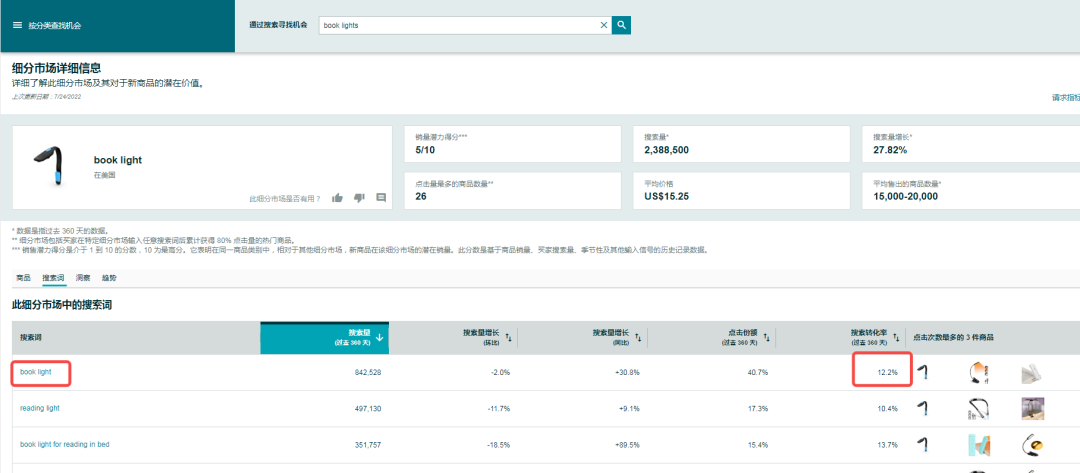 按分类查找机会
通过搜索寻找机会
book lights
细分市场详细信息
详细了解此细分市场及其对于新商品的潜在价值。
上次更新日期：7/24/2022
请求指标
book light
在美国
此细分市场是否有用？
销量潜力得分***
5/10
搜索量*
2,388,500
搜索量增长*
27.82%
点击量最多的商品数量**
26
平均价格
US$15.25
平均售出的商品数量*
15,000-20,000
* 数据是指过去 360 天的数据。
** 细分市场包括买家在特定细分市场输入任意搜索词后累计获得 80% 点击量的热门商品。
*** 销售潜力得分是介于 1 到 10 的分数，10 为最高分。它表明在同一商品类别中，相对于其他细分市场，新商品在该细分市场的潜在销量。此分数是基于商品销量、买家搜索量、季节性及其他输入信号的历史记录数据。
商品 搜索词 洞察 趋势
此细分市场中的搜索词
搜索词 搜索量 搜索量增长 搜索量增长 点击份额 搜索转化率 点击次数最多的 3 件商品
(过去 360 天) (环比) (同比) (过去 360 天) (过去 360 天)
book light 842,528 -2.0% +30.8% 40.7% 12.2%
reading light 497,130 -11.7% +9.1% 17.3% 10.4%
book light for reading in bed 351,757 -18.5% +89.5% 15.4% 13.7%